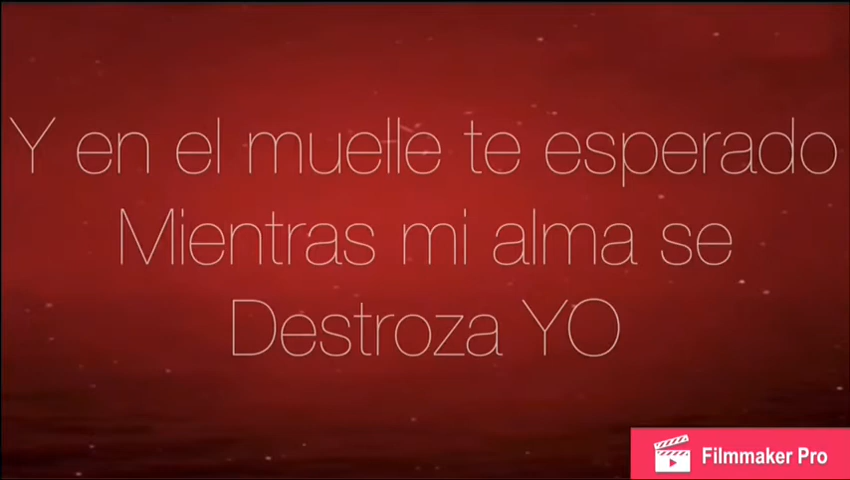 Y en el muelle te esperado
Mientras mi alma se
Destroza YO
Filmmaker Pro